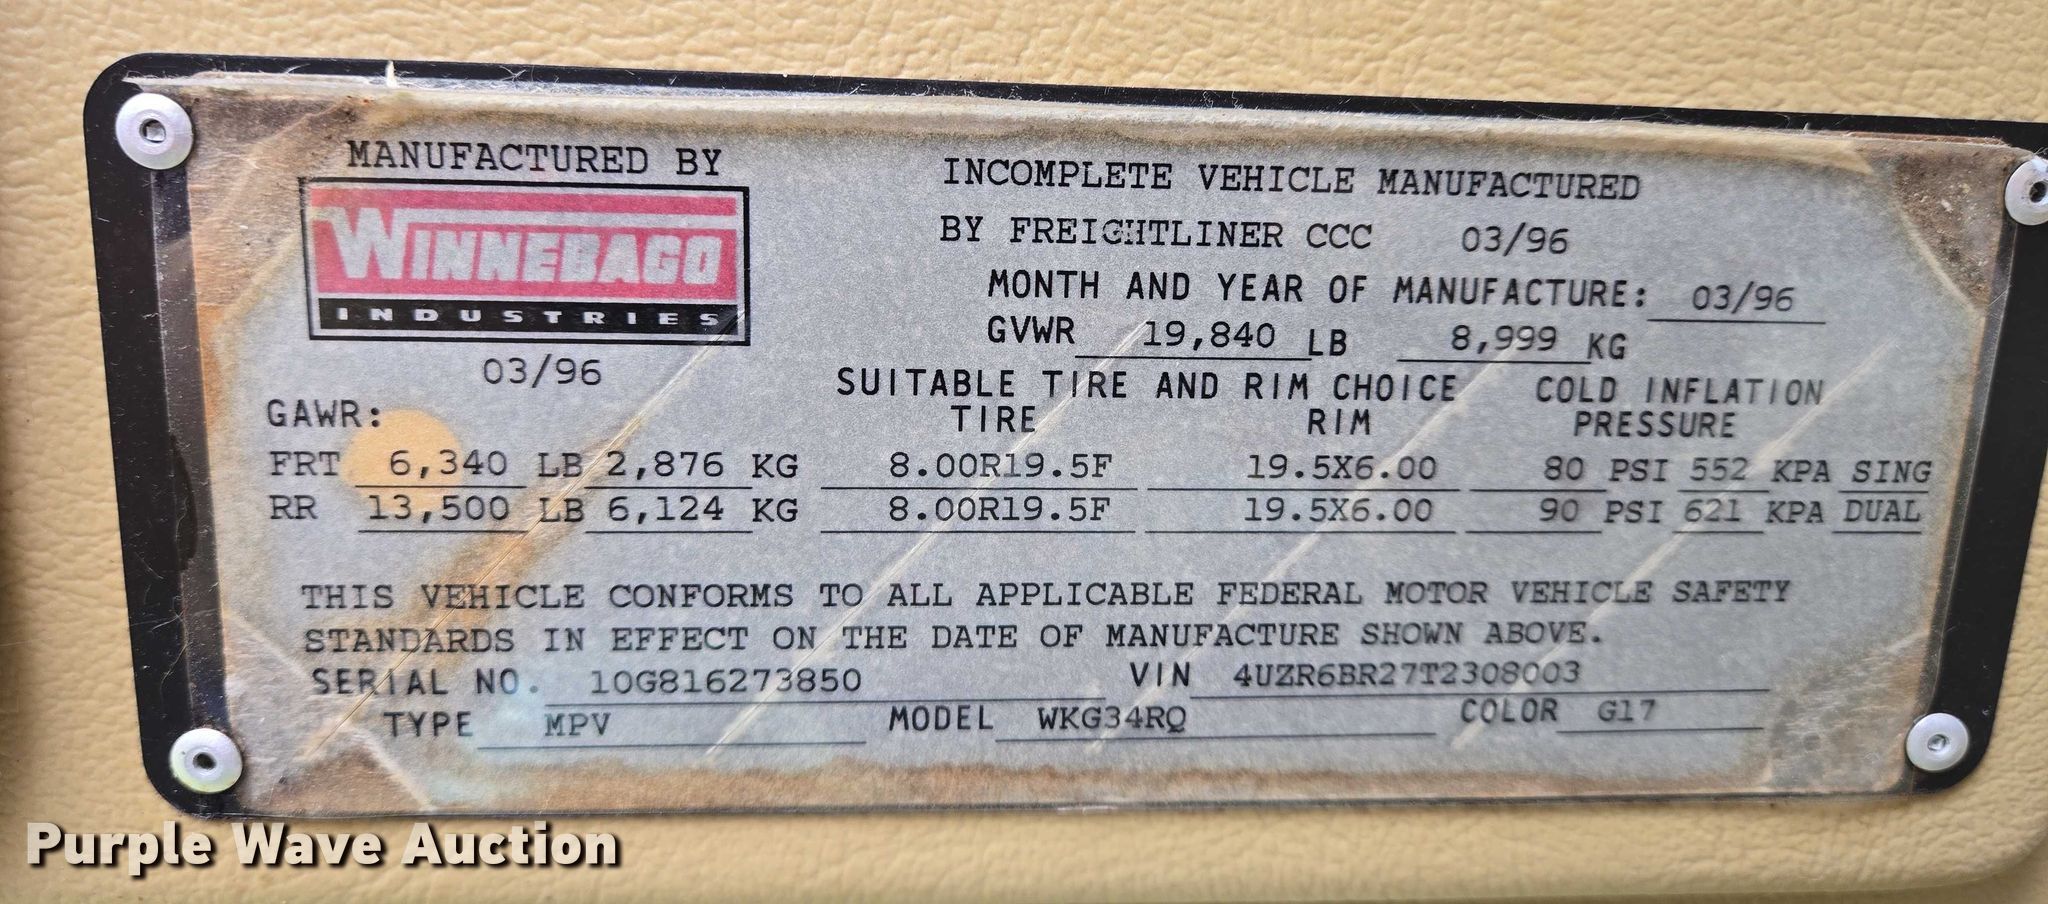 MANUFACTURED BY
WINNEBAGO
INDUSTRIES
03/96
INCOMPLETE VEHICLE MANUFACTURED
BY FREIGHTLINER CCC 03/96
MONTH AND YEAR OF MANUFACTURE: 03/96
GVWR 19,840 LB 8,999 KG
SUITABLE TIRE AND RIM CHOICE COLD INFLATION
GAWR: TIRE RIM PRESSURE
FRT 6,340 LB 2,876 KG 8.00R19.5F 19.5X6.00 80 PSI 552 KPA SING
RR 13,500 LB 6,124 KG 8.00R19.5F 19.5X6.00 90 PSI 621 KPA DUAL
THIS VEHICLE CONFORMS TO ALL APPLICABLE FEDERAL MOTOR VEHICLE SAFETY
STANDARDS IN EFFECT ON THE DATE OF MANUFACTURE SHOWN ABOVE.
SERIAL NO. 10G816273850 VIN 4UZR6BR27T2308003
TYPE MPV MODEL WKG34RQ COLOR G17
Purple Wave Auction